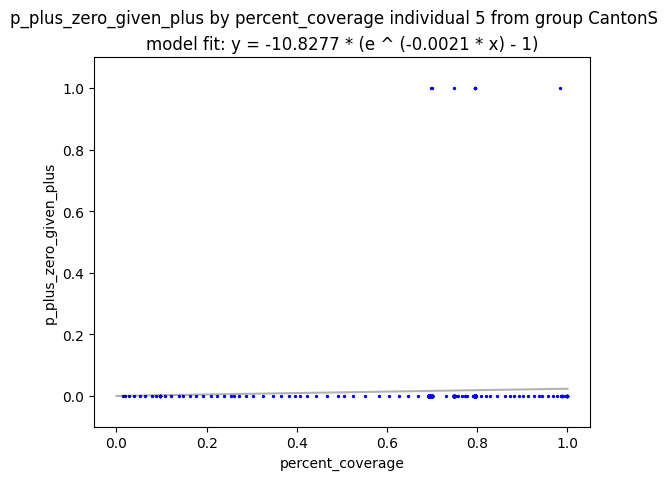 p_plus_zero_given_plus by percent_coverage individual 5 from group CantonS
model fit: y = -10.8277 * (e ^ (-0.0021 * x) - 1)
p_plus_zero_given_plus
1.0
0.8
0.6
0.4
0.2
0.0
0.0 0.2 0.4 0.6 0.8 1.0
percent_coverage